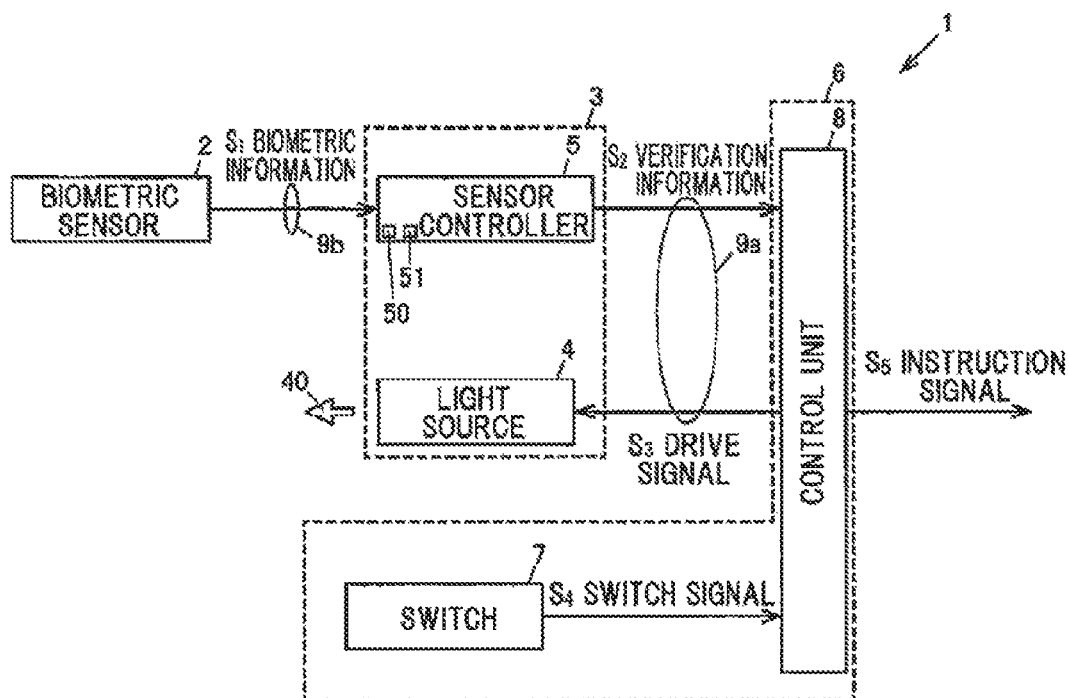 1
6
8
3
S₁ BIOMETRIC
INFORMATION
2
5
S₂ VERIFICATION
INFORMATION
BIOMETRIC
SENSOR
SENSOR
CONTROLLER
9b
9a
51
50
4
40
LIGHT
SOURCE
S₃ DRIVE
SIGNAL
CONTROL UNIT
S₅ INSTRUCTION
SIGNAL
7
SWITCH
S₄ SWITCH SIGNAL